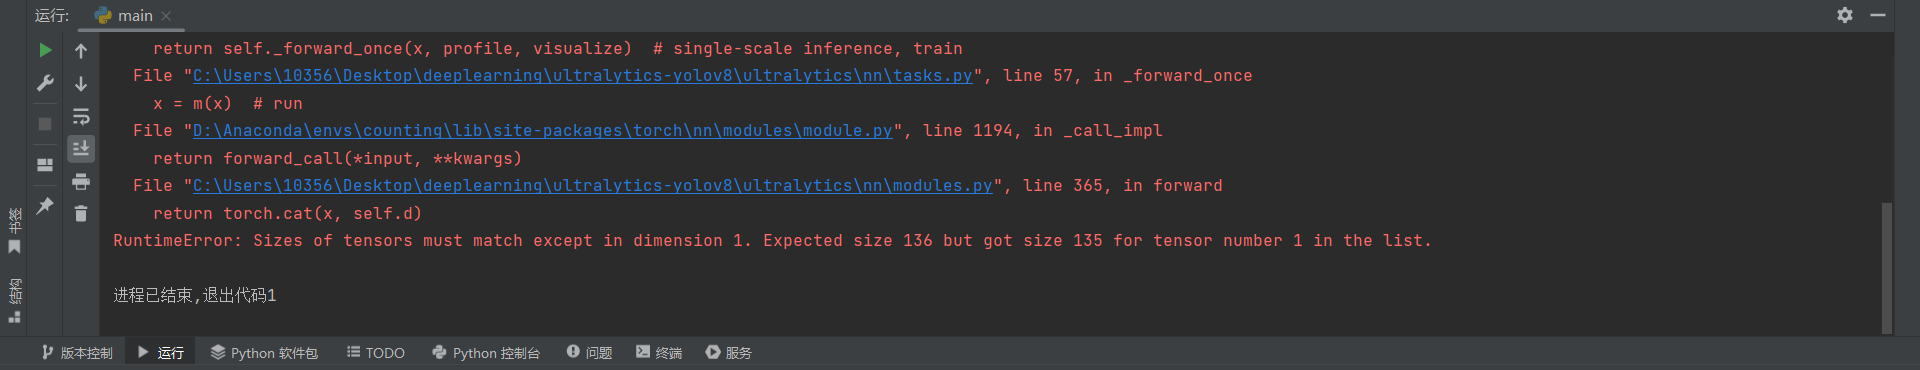 运行:
main
return self._forward_once(x, profile, visualize)  # single-scale inference, train
File "C:\Users\10356\Desktop\deeplearning\ultralytics-yolov8\ultralytics\nn\tasks.py", line 57, in _forward_once
x = m(x)  # run
File "D:\Anaconda\envs\counting\lib\site-packages\torch\nn\modules\module.py", line 1194, in _call_impl
return forward_call(*input, **kwargs)
File "C:\Users\10356\Desktop\deeplearning\ultralytics-yolov8\ultralytics\nn\modules.py", line 365, in forward
return torch.cat(x, self.d)
RuntimeError: Sizes of tensors must match except in dimension 1. Expected size 136 but got size 135 for tensor number 1 in the list.
进程已结束,退出代码1
书签
结构
版本控制
运行
Python 软件包
TODO
Python 控制台
问题
终端
服务